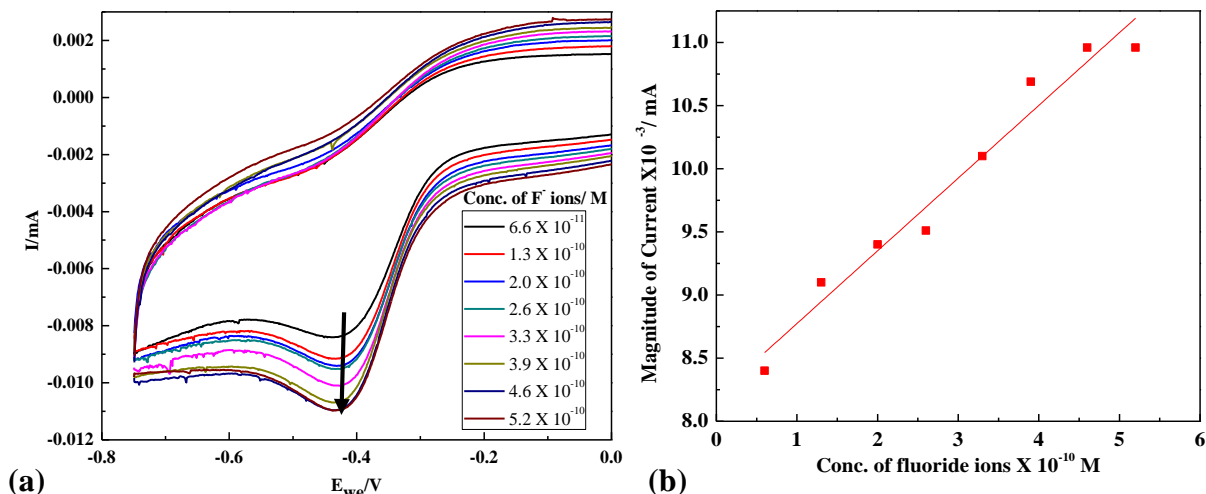 0.002
0.000
-0.002
-0.004
-0.006
-0.008
-0.010
-0.012
I/mA
-0.8
-0.6
-0.4
-0.2
0.0
E_we/V
(a)
Conc. of F⁻ ions/ M
6.6 X 10⁻¹¹
1.3 X 10⁻¹⁰
2.0 X 10⁻¹⁰
2.6 X 10⁻¹⁰
3.3 X 10⁻¹⁰
3.9 X 10⁻¹⁰
4.6 X 10⁻¹⁰
5.2 X 10⁻¹⁰
11.0
10.5
10.0
9.5
9.0
8.5
8.0
Magnitude of Current X10 ⁻³/ mA
0
1
2
3
4
5
6
Conc. of fluoride ions X 10⁻¹⁰ M
(b)